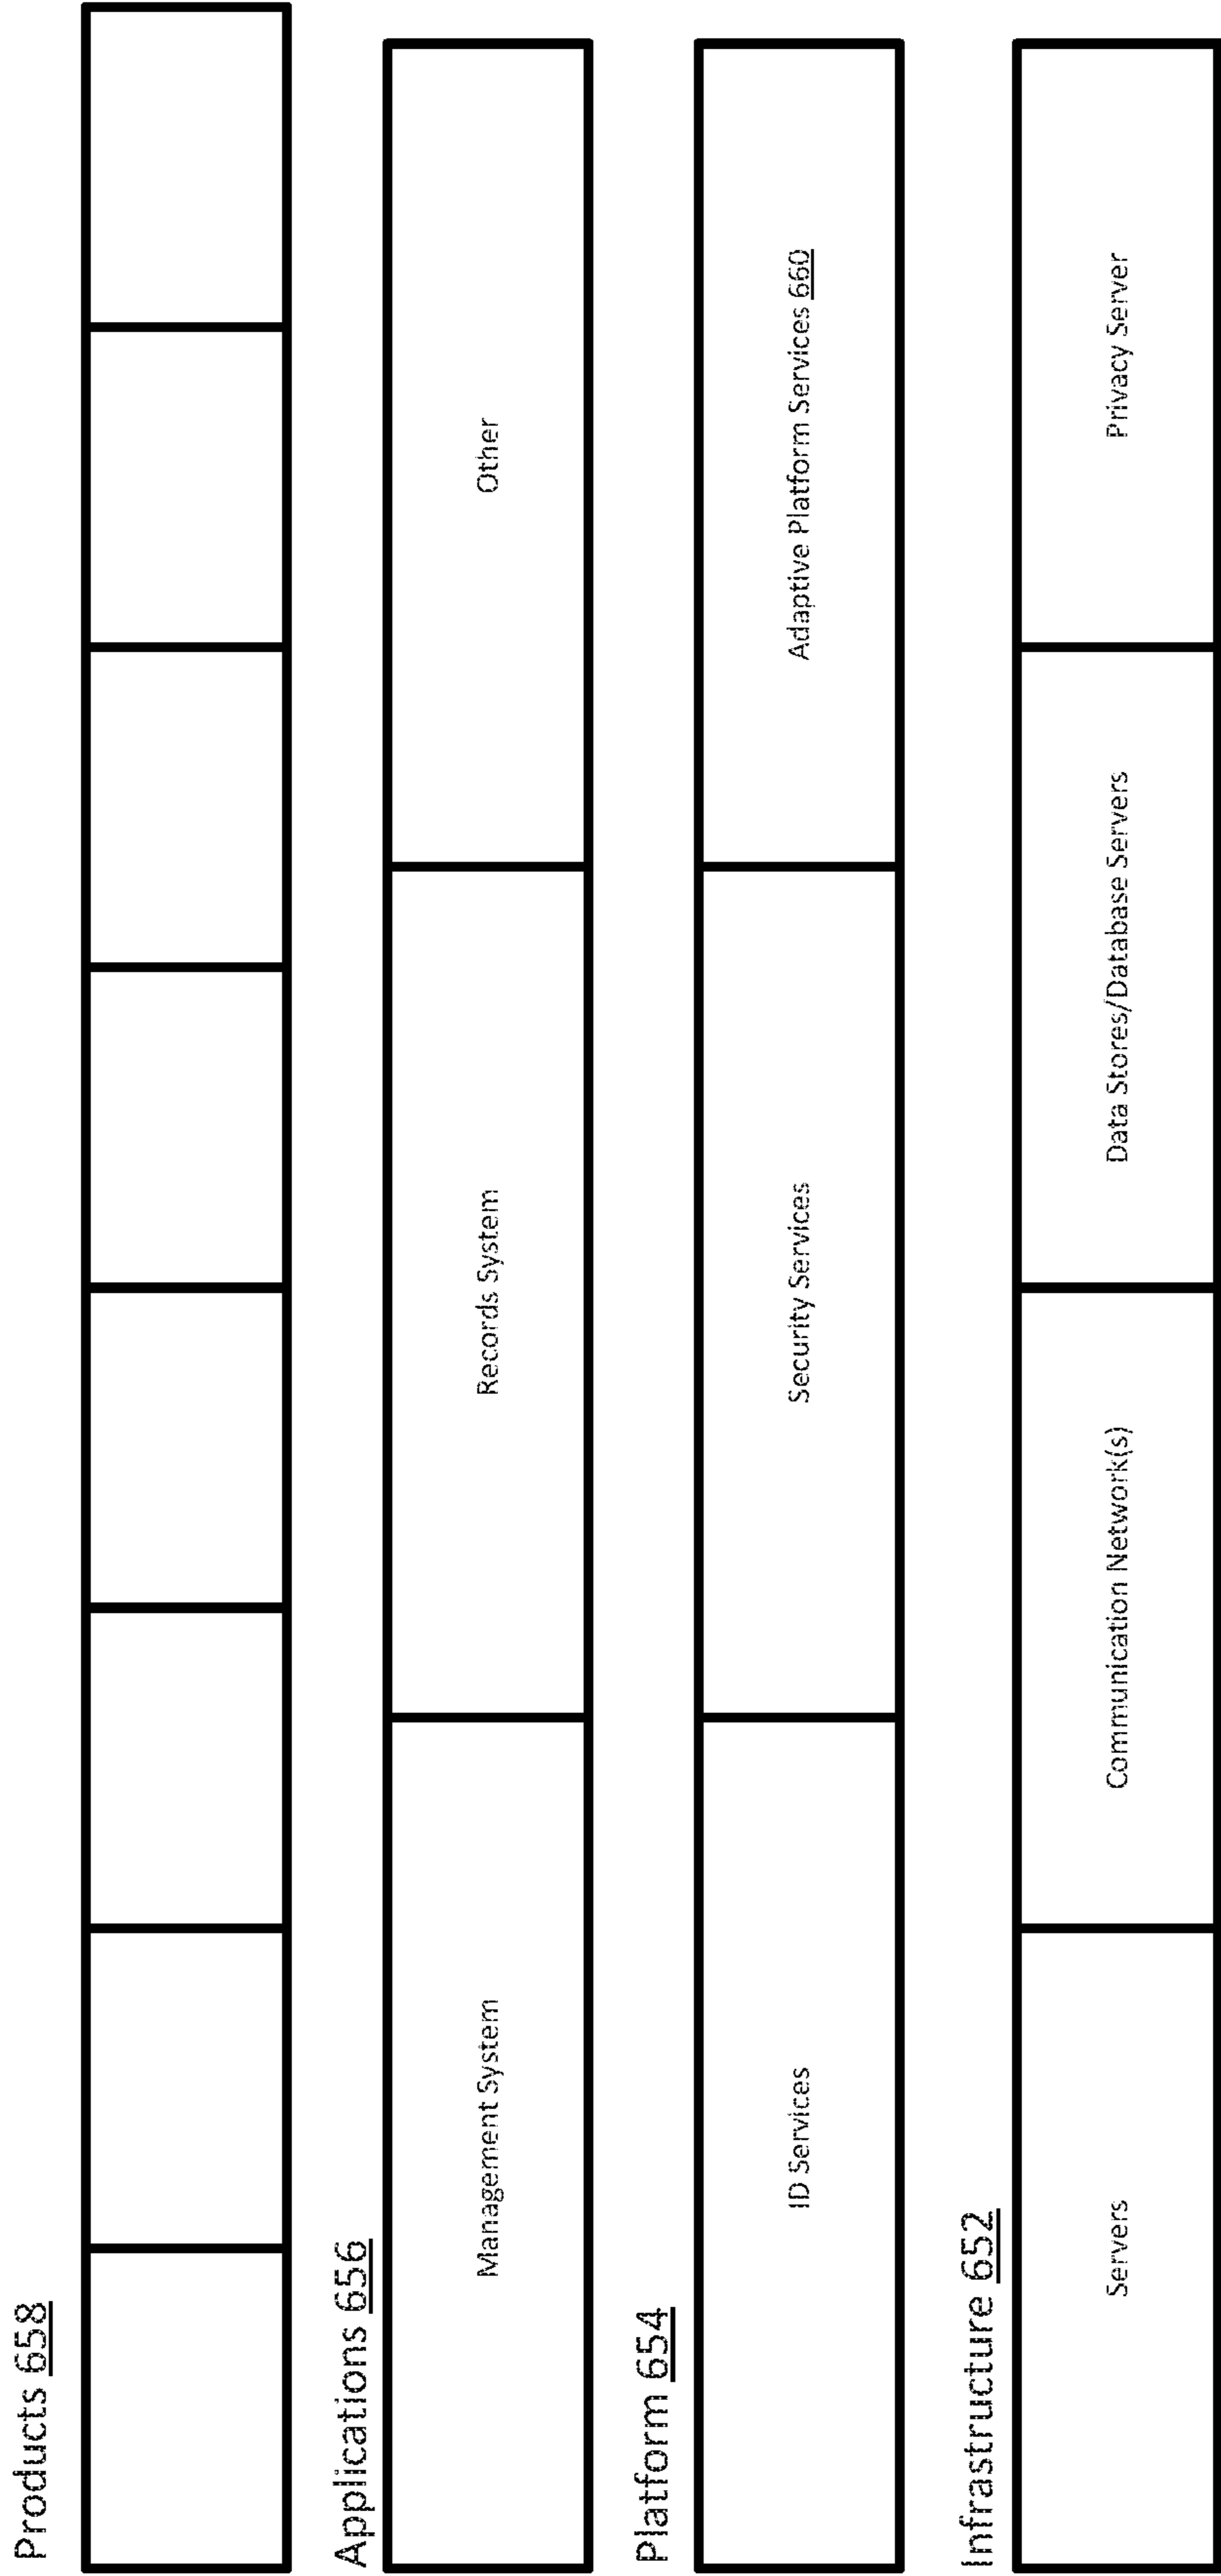 Products 658
Applications 656
Management System
Records System
Other
Platform 654
ID Services
Security Services
Adaptive Platform Services 660
Infrastructure 652
Servers
Communication Network(s)
Data Stores/Database Servers
Privacy Server